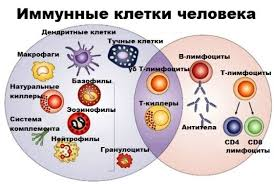 Иммунные клетки человека
Дендритные клетки
Тучные клетки
Макрофаги
γδ Т-лимфоциты
В-лимфоциты
Т-лимфоциты
Базофилы
Натуральные
киллеры
Эозинофилы
Т-киллеры
Система
комплемента
Антитела
Нейтрофилы
CD4
CD8
лимфоциты
Гранулоциты